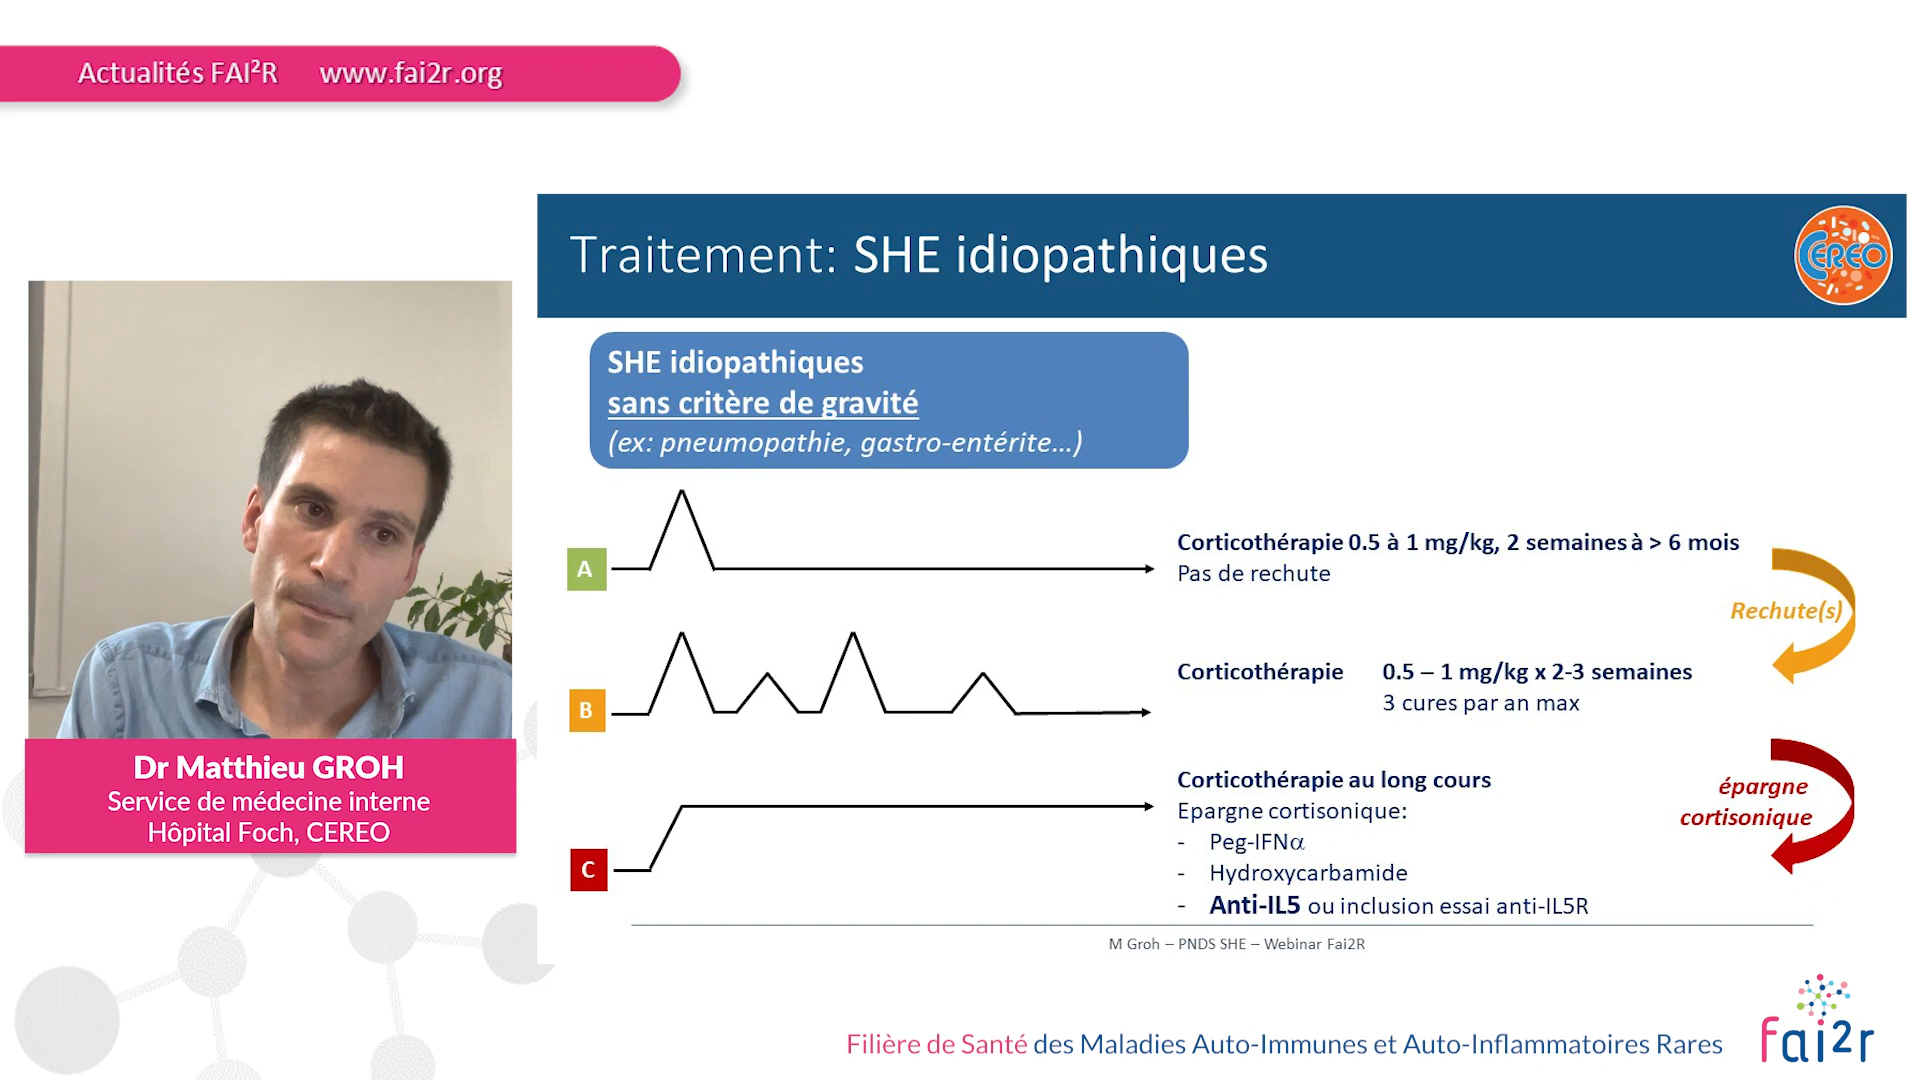 Actualités FAI²R www.fai2r.org
Traitement: SHE idiopathiques
CEREO
SHE idiopathiques
sans critère de gravité
(ex: pneumopathie, gastro-entérite...)
A
Corticothérapie 0.5 à 1 mg/kg, 2 semaines à > 6 mois
Pas de rechute
Rechute(s)
B
Corticothérapie 0.5 – 1 mg/kg x 2-3 semaines
3 cures par an max
C
Corticothérapie au long cours
Epargne cortisonique:
- Peg-IFNα
- Hydroxycarbamide
- Anti-IL5 ou inclusion essai anti-IL5R
épargne
cortisonique
M Groh – PNDS SHE – Webinar Fai2R
Dr Matthieu GROH
Service de médecine interne
Hôpital Foch, CEREO
Filière de Santé des Maladies Auto-Immunes et Auto-Inflammatoires Rares
fai2r